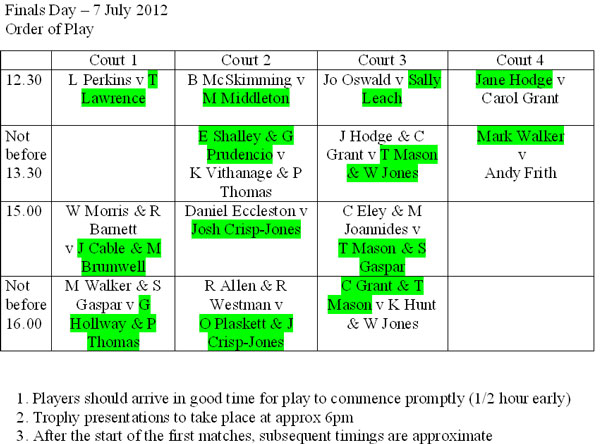 Finals Day – 7 July 2012
Order of Play
Court 1 Court 2 Court 3 Court 4
12.30
L Perkins v T
Lawrence
B McSkimming v
M Middleton
Jo Oswald v Sally
Leach
Jane Hodge v
Carol Grant
Not
before
13.30
E Shalley & G
Prudencio v
K Vithanage & P
Thomas
J Hodge & C
Grant v T Mason
& W Jones
Mark Walker
v
Andy Frith
15.00
W Morris & R
Barnett
v J Cable & M
Brumwell
Daniel Eccleston v
Josh Crisp-Jones
C Eley & M
Joannides v
T Mason & S
Gaspar
Not
before
16.00
M Walker & S
Gaspar v G
Hollway & P
Thomas
R Allen & R
Westman v
O Plaskett & J
Crisp-Jones
C Grant & T
Mason v K Hunt
& W Jones
1. Players should arrive in good time for play to commence promptly (1/2 hour early)
2. Trophy presentations to take place at approx 6pm
3. After the start of the first matches, subsequent timings are approximate